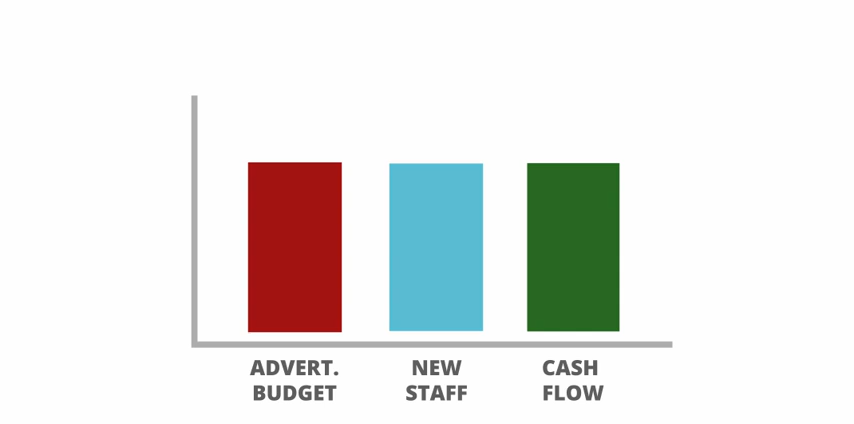 ADVERT.
BUDGET
NEW
STAFF
CASH
FLOW